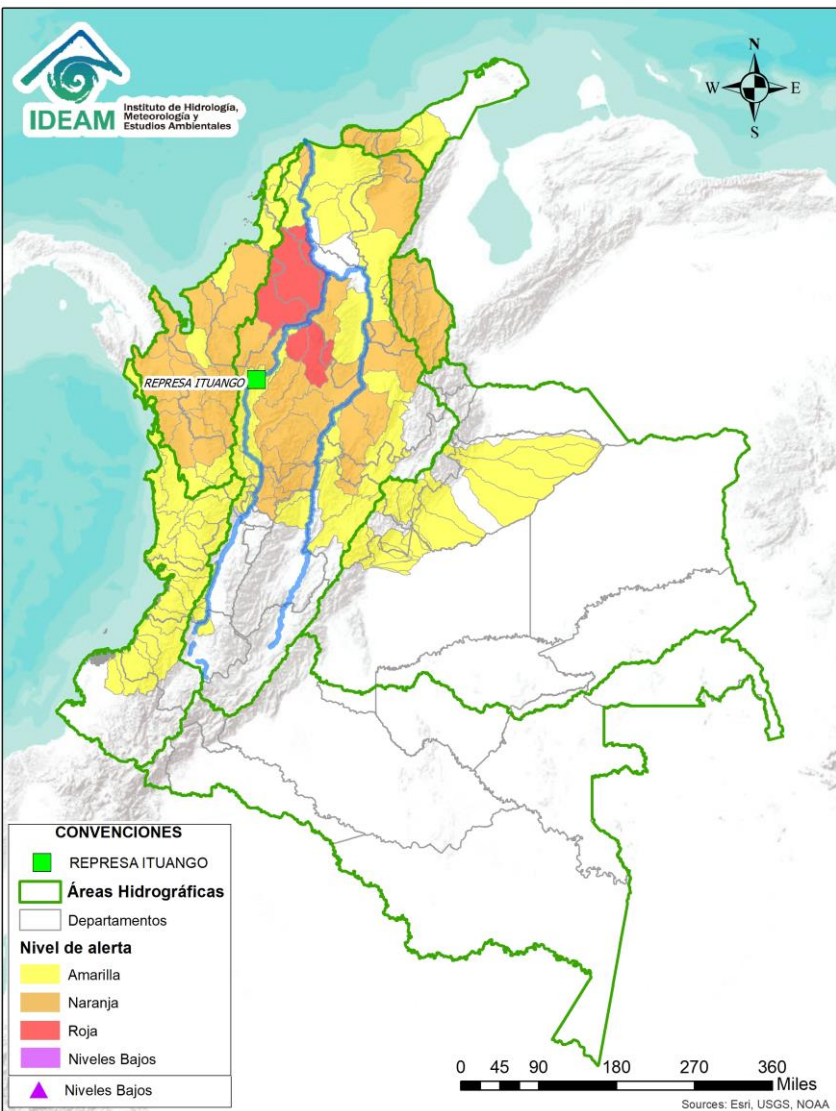 IDEAM
Instituto de Hidrología,
Meteorología y
Estudios Ambientales
N
W E
S
REPRESA ITUANGO
CONVENCIONES
REPRESA ITUANGO
Áreas Hidrográficas
Departamentos
Nivel de alerta
Amarilla
Naranja
Roja
Niveles Bajos
Niveles Bajos
0 45 90 180 270 360
Miles
Sources: Esri, USGS, NOAA